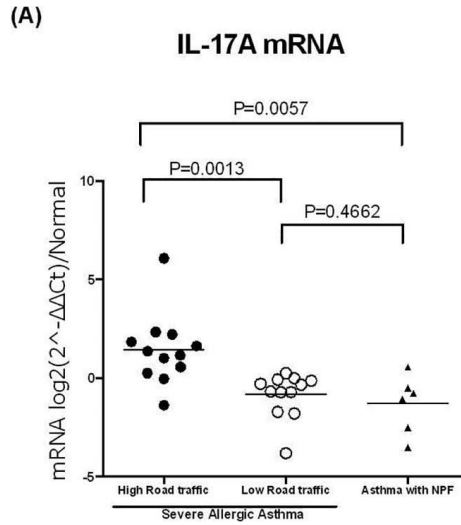 (A)
IL-17A mRNA
P=0.0057
P=0.0013
P=0.4662
mRNA log2(2^-ΔΔCt)/Normal
10
5
0
-5
High Road traffic
Low Road traffic
Asthma with NPF
Severe Allergic Asthma